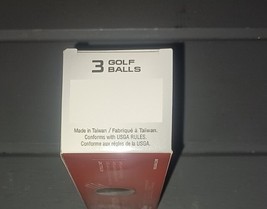 3 GOLF
BALLS
Made in Taiwan / Fabriqué à Taiwan.
Conforms with USGA RULES.
Conforme aux règles de la USGA.